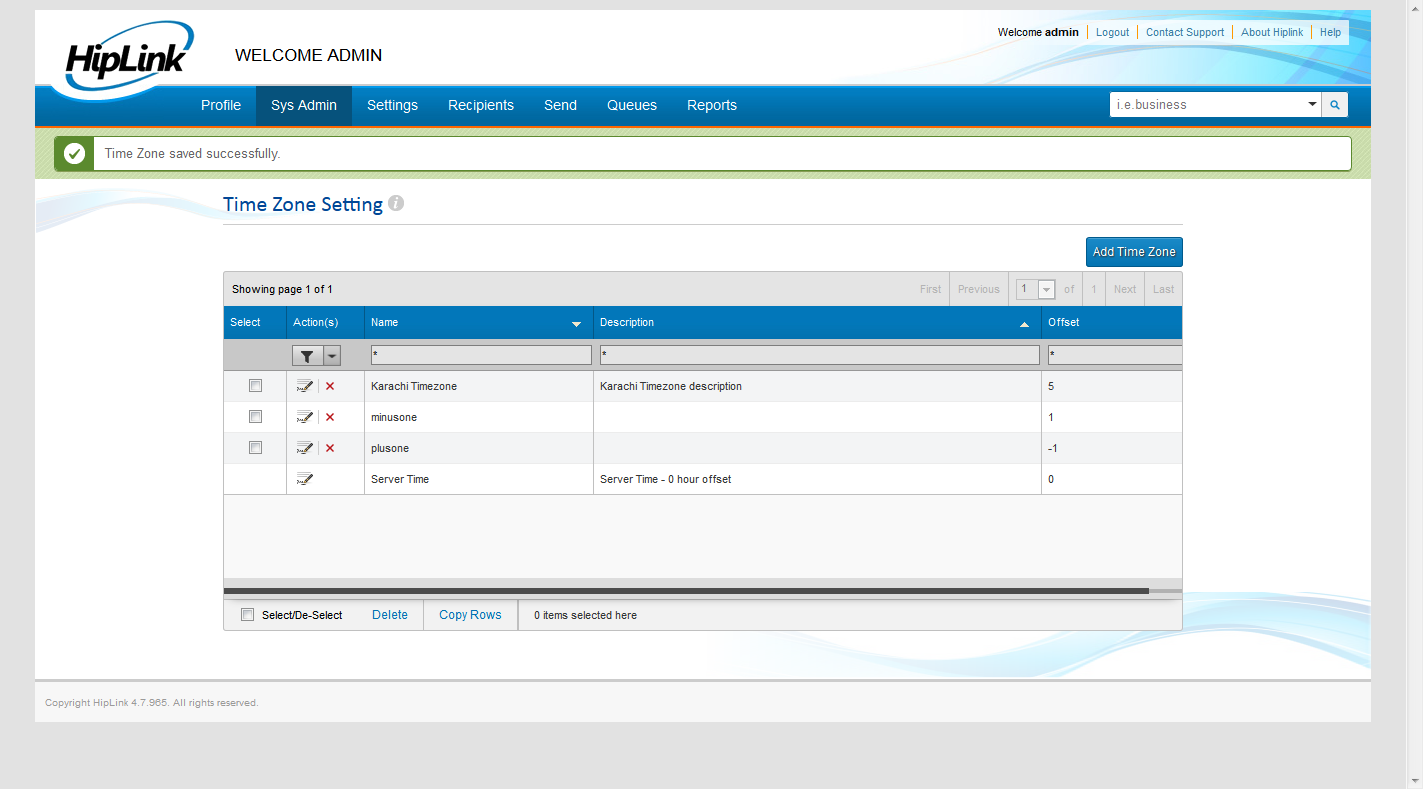 HipLink
WELCOME ADMIN
Welcome admin Logout Contact Support About Hiplink Help
Profile Sys Admin Settings Recipients Send Queues Reports i.e.business
Time Zone saved successfully.
Time Zone Setting i
Add Time Zone
Showing page 1 of 1 First Previous 1 of 1 Next Last
Select Action(s) Name Description Offset
* * *
Karachi Timezone Karachi Timezone description 5
minusone 1
plusone -1
Server Time Server Time - 0 hour offset 0
Select/De-Select Delete Copy Rows 0 items selected here
Copyright HipLink 4.7.965. All rights reserved.